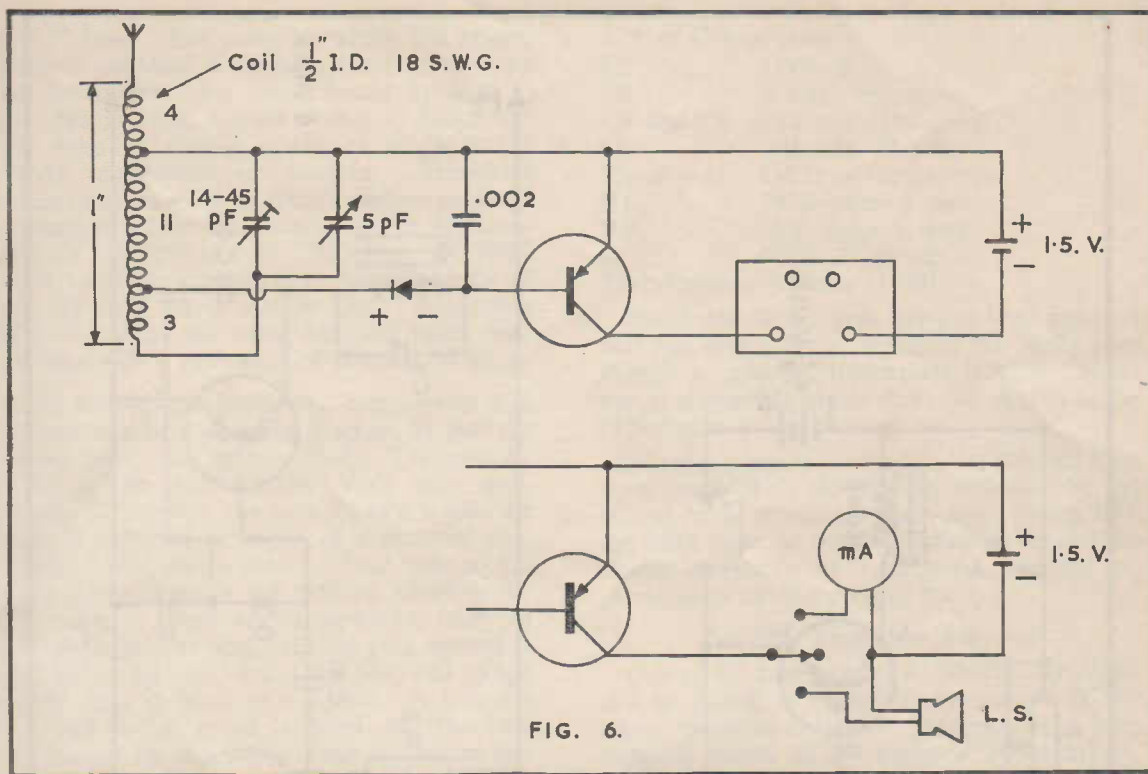 Coil 1/2" I.D. 18 S.W.G.
4
1"
11
14-45
pF
5pF
.002
+
1.5. V.
-
+ -
3
mA
+
1.5. V.
-
L. S.
FIG. 6.